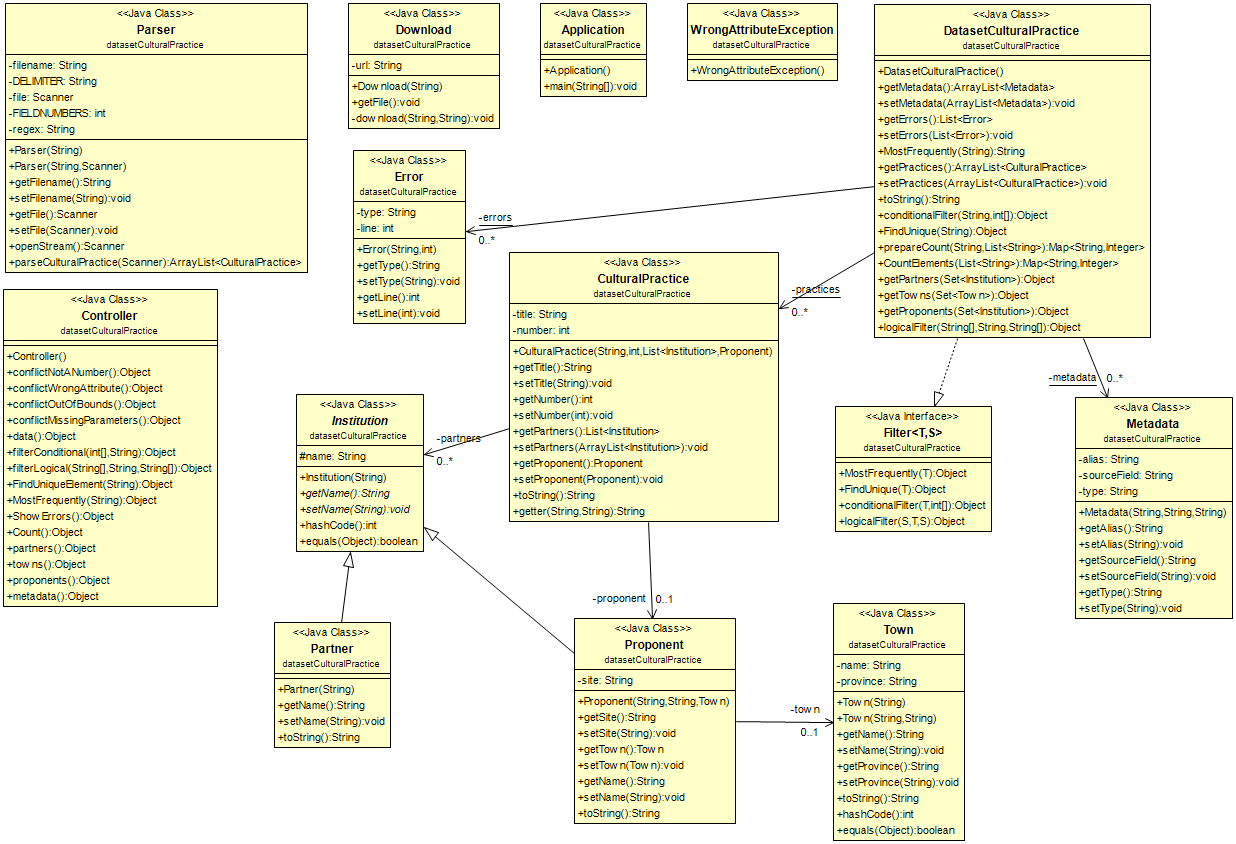 <<Java Class>>
Parser
datasetCulturalPractice
-filename: String
-DELIMITER: String
-file: Scanner
-FIELDNUMBERS: int
-regex: String
+Parser(String)
+Parser(String,Scanner)
+getFilename():String
+setFilename(String):void
+getFile():Scanner
+setFile(Scanner):void
+openStream():Scanner
+parseCulturalPractice(Scanner):ArrayList<CulturalPractice>
<<Java Class>>
Download
datasetCulturalPractice
-url: String
+Download(String)
+getFile():void
-download(String,String):void
<<Java Class>>
Application
datasetCulturalPractice
+Application()
+main(String[]):void
<<Java Class>>
WrongAttributeException
datasetCulturalPractice
+WrongAttributeException()
<<Java Class>>
DatasetCulturalPractice
datasetCulturalPractice
+DatasetCulturalPractice()
+getMetadata():ArrayList<Metadata>
+setMetadata(ArrayList<Metadata>):void
+getErrors():List<Error>
+setErrors(List<Error>):void
+MostFrequently(String):String
+getPractices():ArrayList<CulturalPractice>
+setPractices(ArrayList<CulturalPractice>):void
+toString():String
+conditionalFilter(String,int[]):Object
+FindUnique(String):Object
+prepareCount(String,List<String>):Map<String,Integer>
+CountElements(List<String>):Map<String,Integer>
+getPartners(Set<Institution>):Object
+getTowns(Set<Town>):Object
+getProponents(Set<Institution>):Object
+logicalFilter(String[],String,String[]):Object
<<Java Class>>
Error
datasetCulturalPractice
-type: String
-line: int
+Error(String,int)
+getType():String
+setType(String):void
+getLine():int
+setLine(int):void
-errors
0..*
<<Java Class>>
CulturalPractice
datasetCulturalPractice
-title: String
-number: int
+CulturalPractice(String,int,List<Institution>,Proponent)
+getTitle():String
+setTitle(String):void
+getNumber():int
+setNumber(int):void
+getPartners():List<Institution>
+setPartners(ArrayList<Institution>):void
+getProponent():Proponent
+setProponent(Proponent):void
+toString():String
+getter(String,String):String
-practices
0..*
<<Java Class>>
Controller
datasetCulturalPractice
+Controller()
+conflictNotANumber():Object
+conflictWrongAttribute():Object
+conflictOutOfBounds():Object
+conflictMissingParameters():Object
+data():Object
+filterConditional(int[],String):Object
+filterLogical(String[],String,String[]):Object
+FindUniqueElement(String):Object
+MostFrequently(String):Object
+ShowErrors():Object
+Count():Object
+partners():Object
+towns():Object
+proponents():Object
+metadata():Object
<<Java Class>>
Institution
datasetCulturalPractice
#name: String
+Institution(String)
+getName():String
+setName(String):void
+hashCode():int
+equals(Object):boolean
-partners
0..*
-metadata
0..*
<<Java Interface>>
Filter<T,S>
datasetCulturalPractice
+MostFrequently(T):Object
+FindUnique(T):Object
+conditionalFilter(T,int[]):Object
+logicalFilter(S,T,S):Object
<<Java Class>>
Metadata
datasetCulturalPractice
-alias: String
-sourceField: String
-type: String
+Metadata(String,String,String)
+getAlias():String
+setAlias(String):void
+getSourceField():String
+setSourceField(String):void
+getType():String
+setType(String):void
-proponent
0..1
<<Java Class>>
Partner
datasetCulturalPractice
+Partner(String)
+getName():String
+setName(String):void
+toString():String
<<Java Class>>
Proponent
datasetCulturalPractice
-site: String
+Proponent(String,String,Town)
+getSite():String
+setSite(String):void
+getTown():Town
+setTown(Town):void
+getName():String
+setName(String):void
+toString():String
-town
0..1
<<Java Class>>
Town
datasetCulturalPractice
-name: String
-province: String
+Town(String)
+Town(String,String)
+getName():String
+setName(String):void
+getProvince():String
+setProvince(String):void
+toString():String
+hashCode():int
+equals(Object):boolean